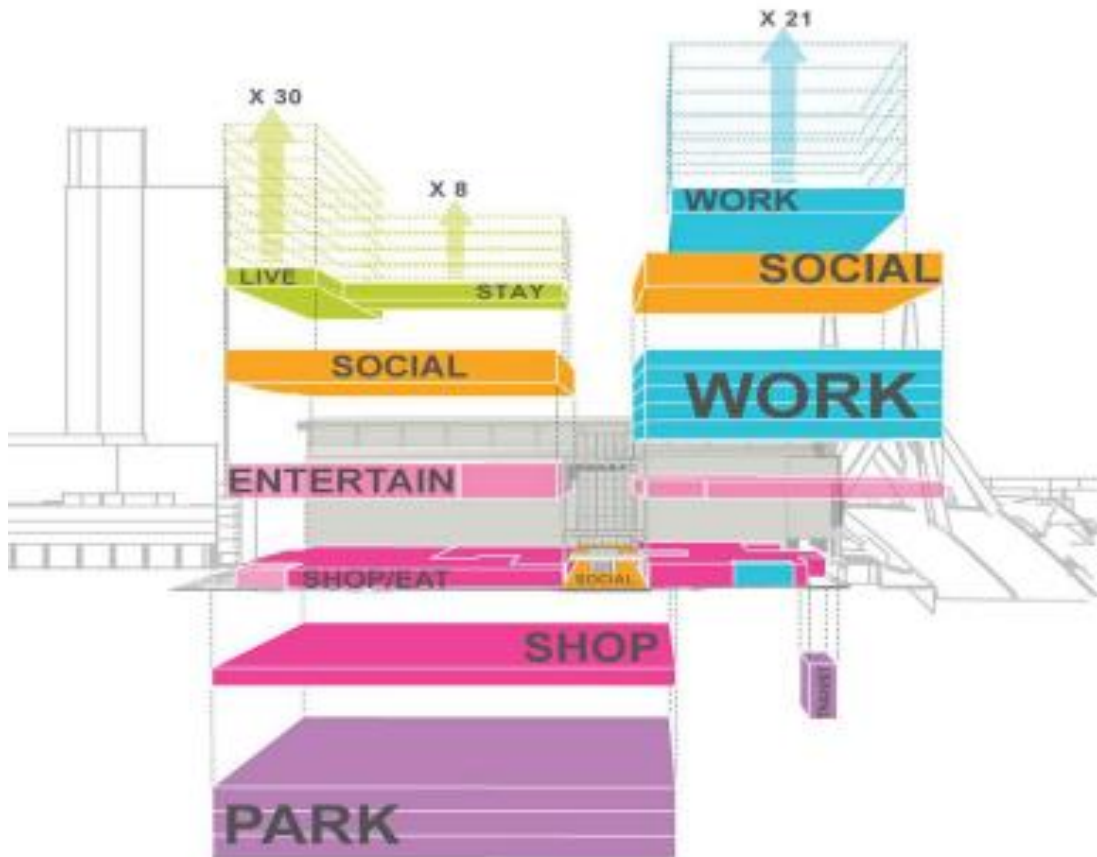 X 21
X 30
X 8
WORK
LIVE
STAY
SOCIAL
SOCIAL
WORK
ENTERTAIN
SHOP/EAT
SOCIAL
SHOP
PARK